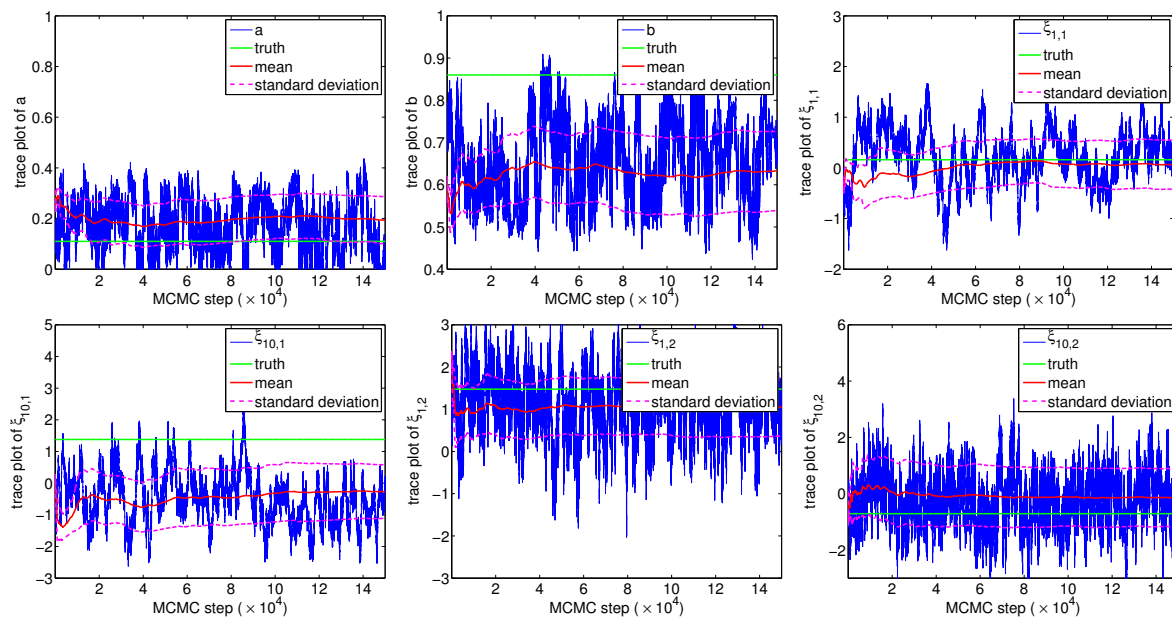 1
0.8
0.6
0.4
0.2
0
trace plot of a
a
truth
mean
standard deviation
2 4 6 8 10 12 14
MCMC step ( × 10⁴)
1
0.9
0.8
0.7
0.6
0.5
0.4
trace plot of b
b
truth
mean
standard deviation
2 4 6 8 10 12 14
MCMC step ( × 10⁴)
3
2
1
0
−1
−2
trace plot of ξ1,1
ξ1,1
truth
mean
standard deviation
2 4 6 8 10 12 14
MCMC step ( × 10⁴)
5
4
3
2
1
0
−1
−2
−3
trace plot of ξ10,1
ξ10,1
truth
mean
standard deviation
2 4 6 8 10 12 14
MCMC step ( × 10⁴)
3
2
1
0
−1
−2
−3
trace plot of ξ1,2
ξ1,2
truth
mean
standard deviation
2 4 6 8 10 12 14
MCMC step ( × 10⁴)
6
4
2
0
−2
trace plot of ξ10,2
ξ10,2
truth
mean
standard deviation
2 4 6 8 10 12 14
MCMC step ( × 10⁴)